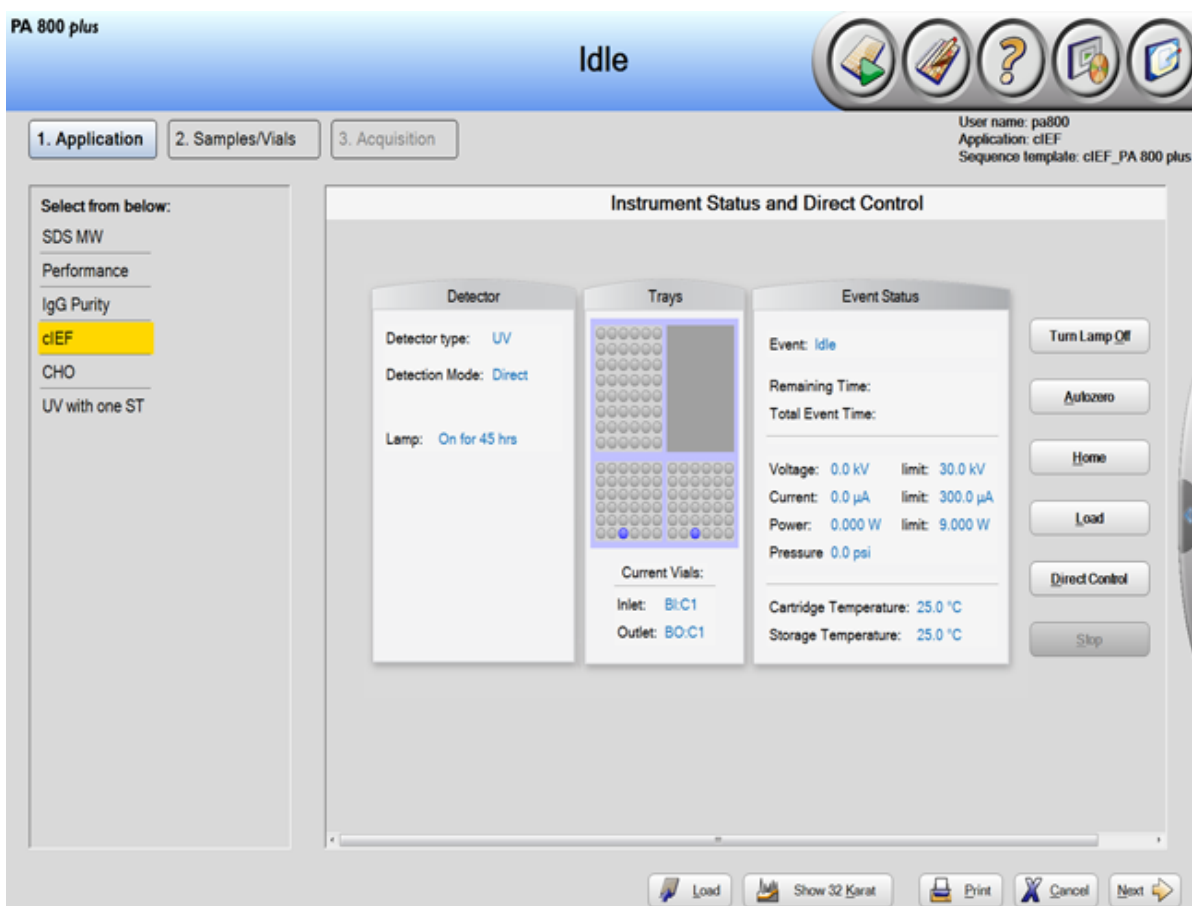 PA 800 plus
Idle
User name: pa800
Application: cIEF
Sequence template: cIEF_PA 800 plus
1. Application
2. Samples/Vials
3. Acquisition
Select from below:
SDS MW
Performance
IgG Purity
cIEF
CHO
UV with one ST
Instrument Status and Direct Control
Detector
Detector type: UV
Detection Mode: Direct
Lamp: On for 45 hrs
Trays
Current Vials:
Inlet: BI:C1
Outlet: BO:C1
Event Status
Event: Idle
Remaining Time:
Total Event Time:
Voltage: 0.0 kV limit: 30.0 kV
Current: 0.0 µA limit: 300.0 µA
Power: 0.000 W limit: 9.000 W
Pressure 0.0 psi
Cartridge Temperature: 25.0 °C
Storage Temperature: 25.0 °C
Turn Lamp Off
Autozero
Home
Load
Direct Control
Stop
Load
Show 32 Karat
Print
Cancel
Next